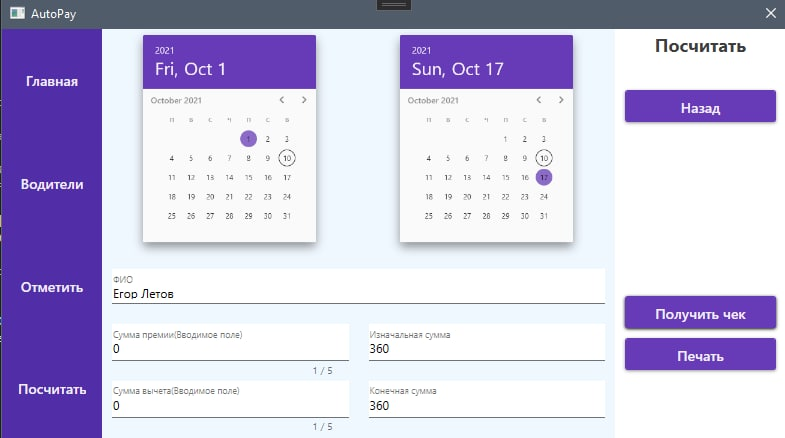 AutoPay
Главная
Водители
Отметить
Посчитать
2021
Fri, Oct 1
October 2021
П В С Ч П С В
1 2 3
4 5 6 7 8 9 10
11 12 13 14 15 16 17
18 19 20 21 22 23 24
25 26 27 28 29 30 31
2021
Sun, Oct 17
October 2021
П В С Ч П С В
1 2 3
4 5 6 7 8 9 10
11 12 13 14 15 16 17
18 19 20 21 22 23 24
25 26 27 28 29 30 31
ФИО
Егор Летов
Сумма премии(Вводимое поле)
0
1 / 5
Изначальная сумма
360
Сумма вычета(Вводимое поле)
0
1 / 5
Конечная сумма
360
Посчитать
Назад
Получить чек
Печать